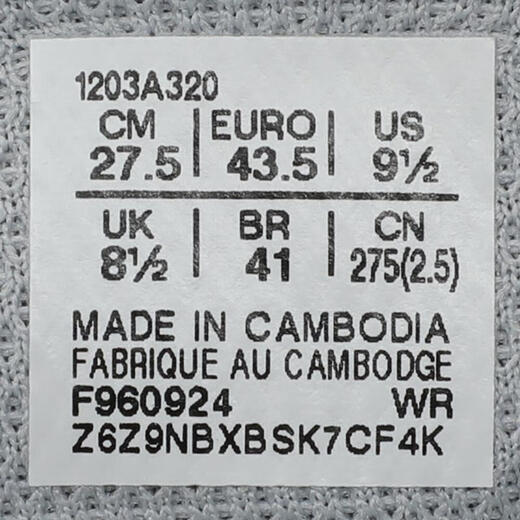 1203A320
CM | EURO | US
27.5 | 43.5 | 9½
UK | BR | CN
8½ | 41 | 275(2.5)
MADE IN CAMBODIA
FABRIQUE AU CAMBODGE
F960924 WR
Z6Z9NBXBSK7CF4K